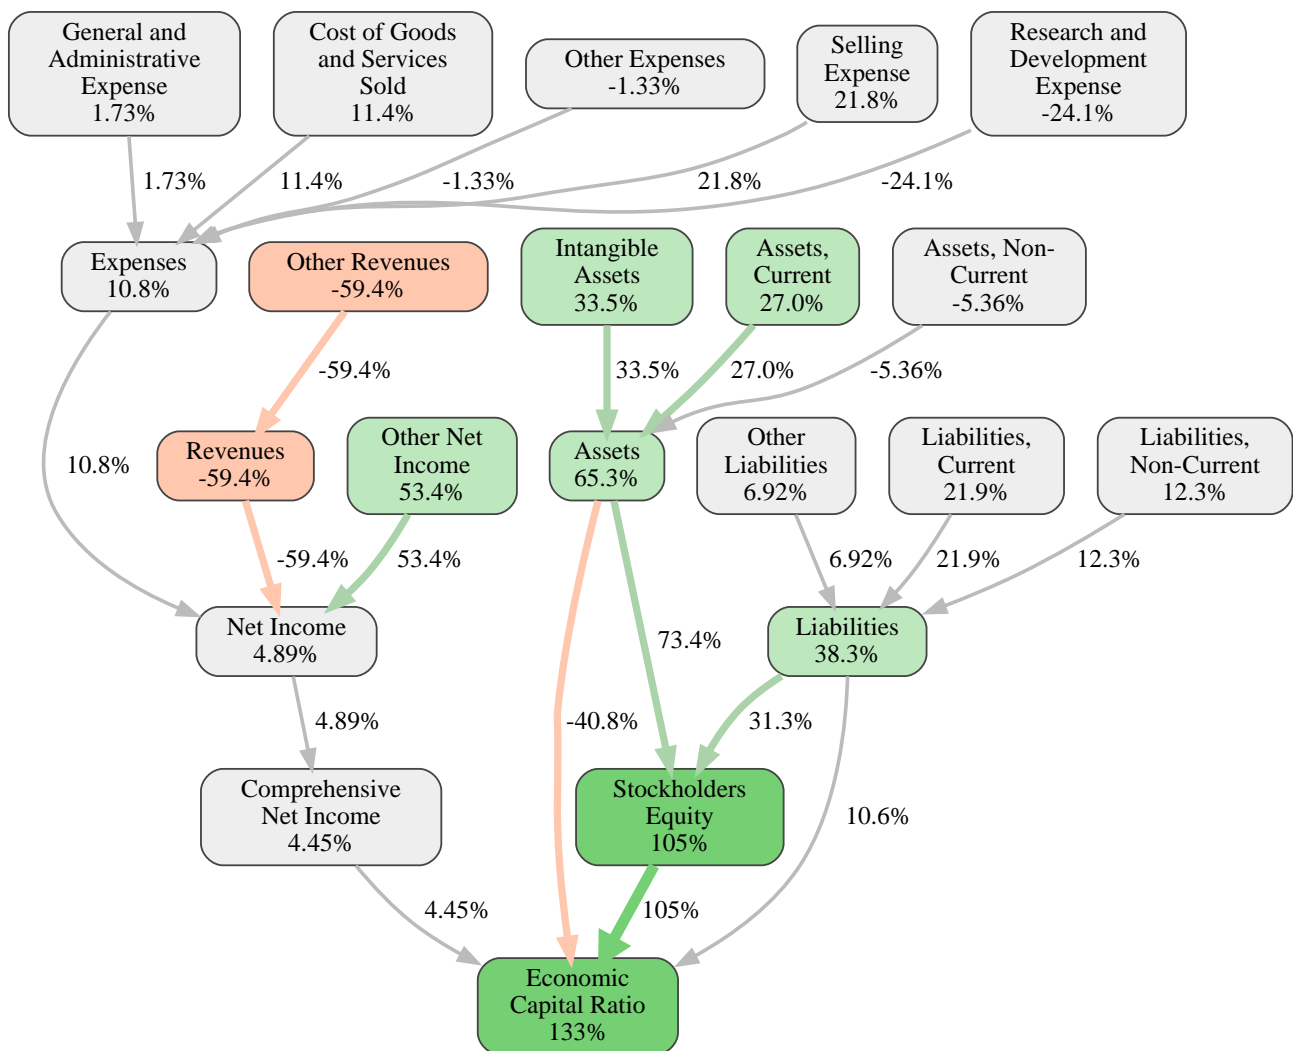 General and
Administrative
Expense
1.73%
Cost of Goods
and Services
Sold
11.4%
Other Expenses
-1.33%
Selling
Expense
21.8%
Research and
Development
Expense
-24.1%
1.73%
11.4%
-1.33%
21.8%
-24.1%
Expenses
10.8%
Other Revenues
-59.4%
Intangible
Assets
33.5%
Assets,
Current
27.0%
Assets, Non-
Current
-5.36%
-59.4%
33.5%
27.0%
-5.36%
10.8%
Revenues
-59.4%
Other Net
Income
53.4%
Assets
65.3%
Other
Liabilities
6.92%
Liabilities,
Current
21.9%
Liabilities,
Non-Current
12.3%
-59.4%
53.4%
6.92%
21.9%
12.3%
Net Income
4.89%
73.4%
Liabilities
38.3%
4.89%
-40.8%
31.3%
Comprehensive
Net Income
4.45%
Stockholders
Equity
105%
10.6%
4.45%
105%
Economic
Capital Ratio
133%